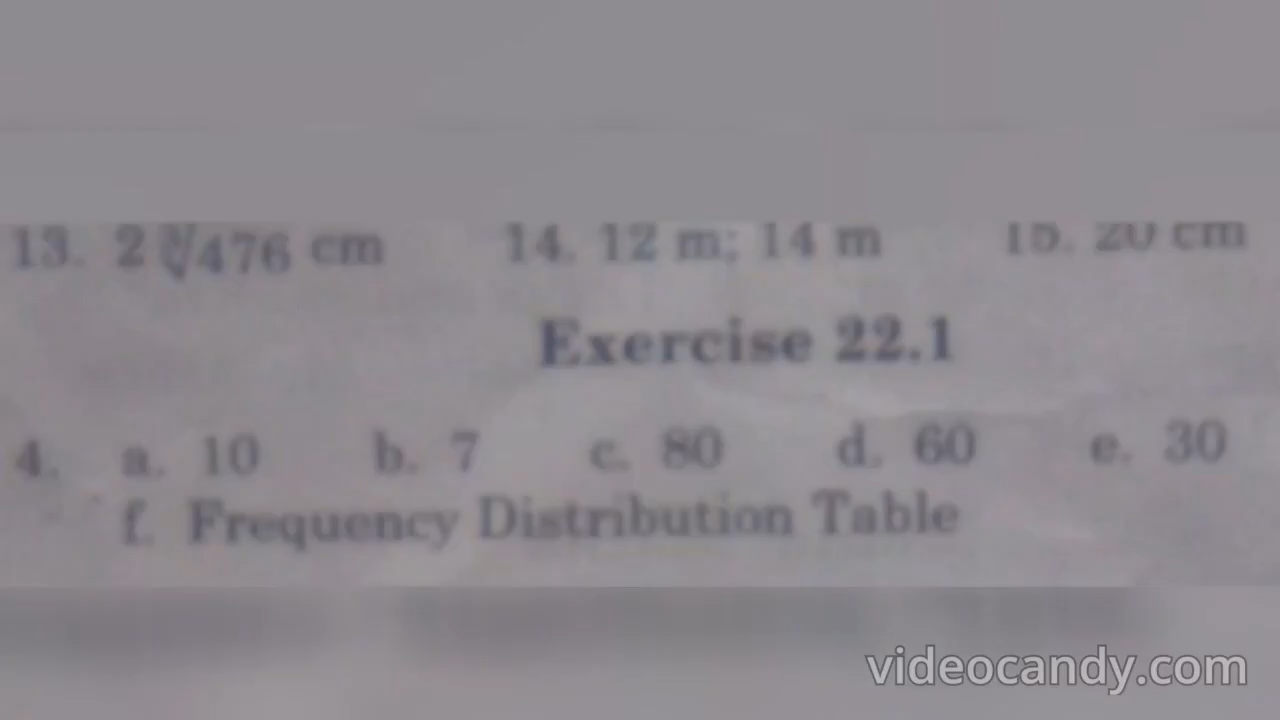 13. 2 ∛476 cm 14. 12 m; 14 m 15. 20 cm
Exercise 22.1
4. a. 10 b. 7 c. 80 d. 60 e. 30
f. Frequency Distribution Table
videocandy.com